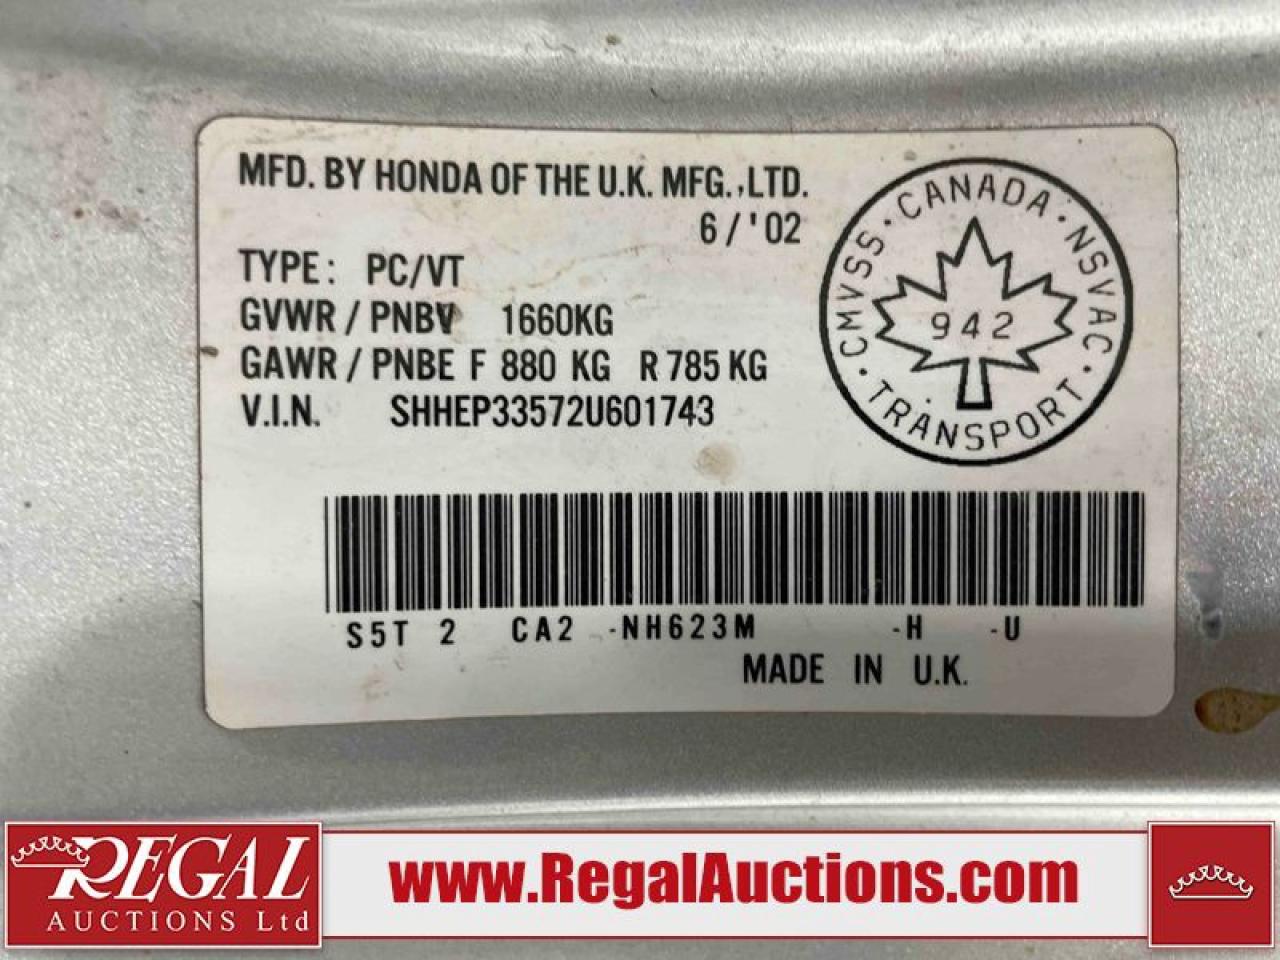 MFD. BY HONDA OF THE U.K. MFG., LTD.
6/'02
TYPE: PC/VT
GVWR / PNBV 1660KG
GAWR / PNBE F 880 KG R 785 KG
V.I.N. SHHEP33572U601743
CMVSS · CANADA · NSVAC · TRANSPORT ·
942
S5T 2 CA2 -NH623M -H -U
MADE IN U.K.
REGAL
AUCTIONS Ltd
www.RegalAuctions.com